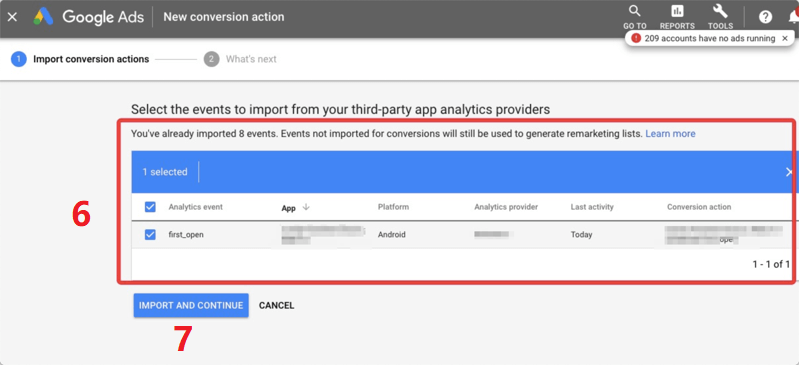 Google Ads New conversion action
GO TO REPORTS TOOLS
209 accounts have no ads running
1 Import conversion actions 2 What's next
Select the events to import from your third-party app analytics providers
You've already imported 8 events. Events not imported for conversions will still be used to generate remarketing lists. Learn more
1 selected
6
Analytics event App Platform Analytics provider Last activity Conversion action
first_open Android Today
1 - 1 of 1
IMPORT AND CONTINUE CANCEL
7